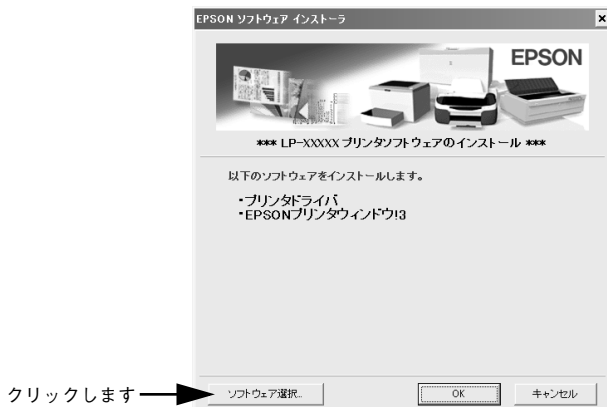 EPSON ソフトウェア インストーラ
EPSON
*** LP-XXXXX プリンタソフトウェアのインストール ***
以下のソフトウェアをインストールします。
・プリンタドライバ
・EPSONプリンタウィンドウ!3
クリックします
ソフトウェア選択...
OK
キャンセル